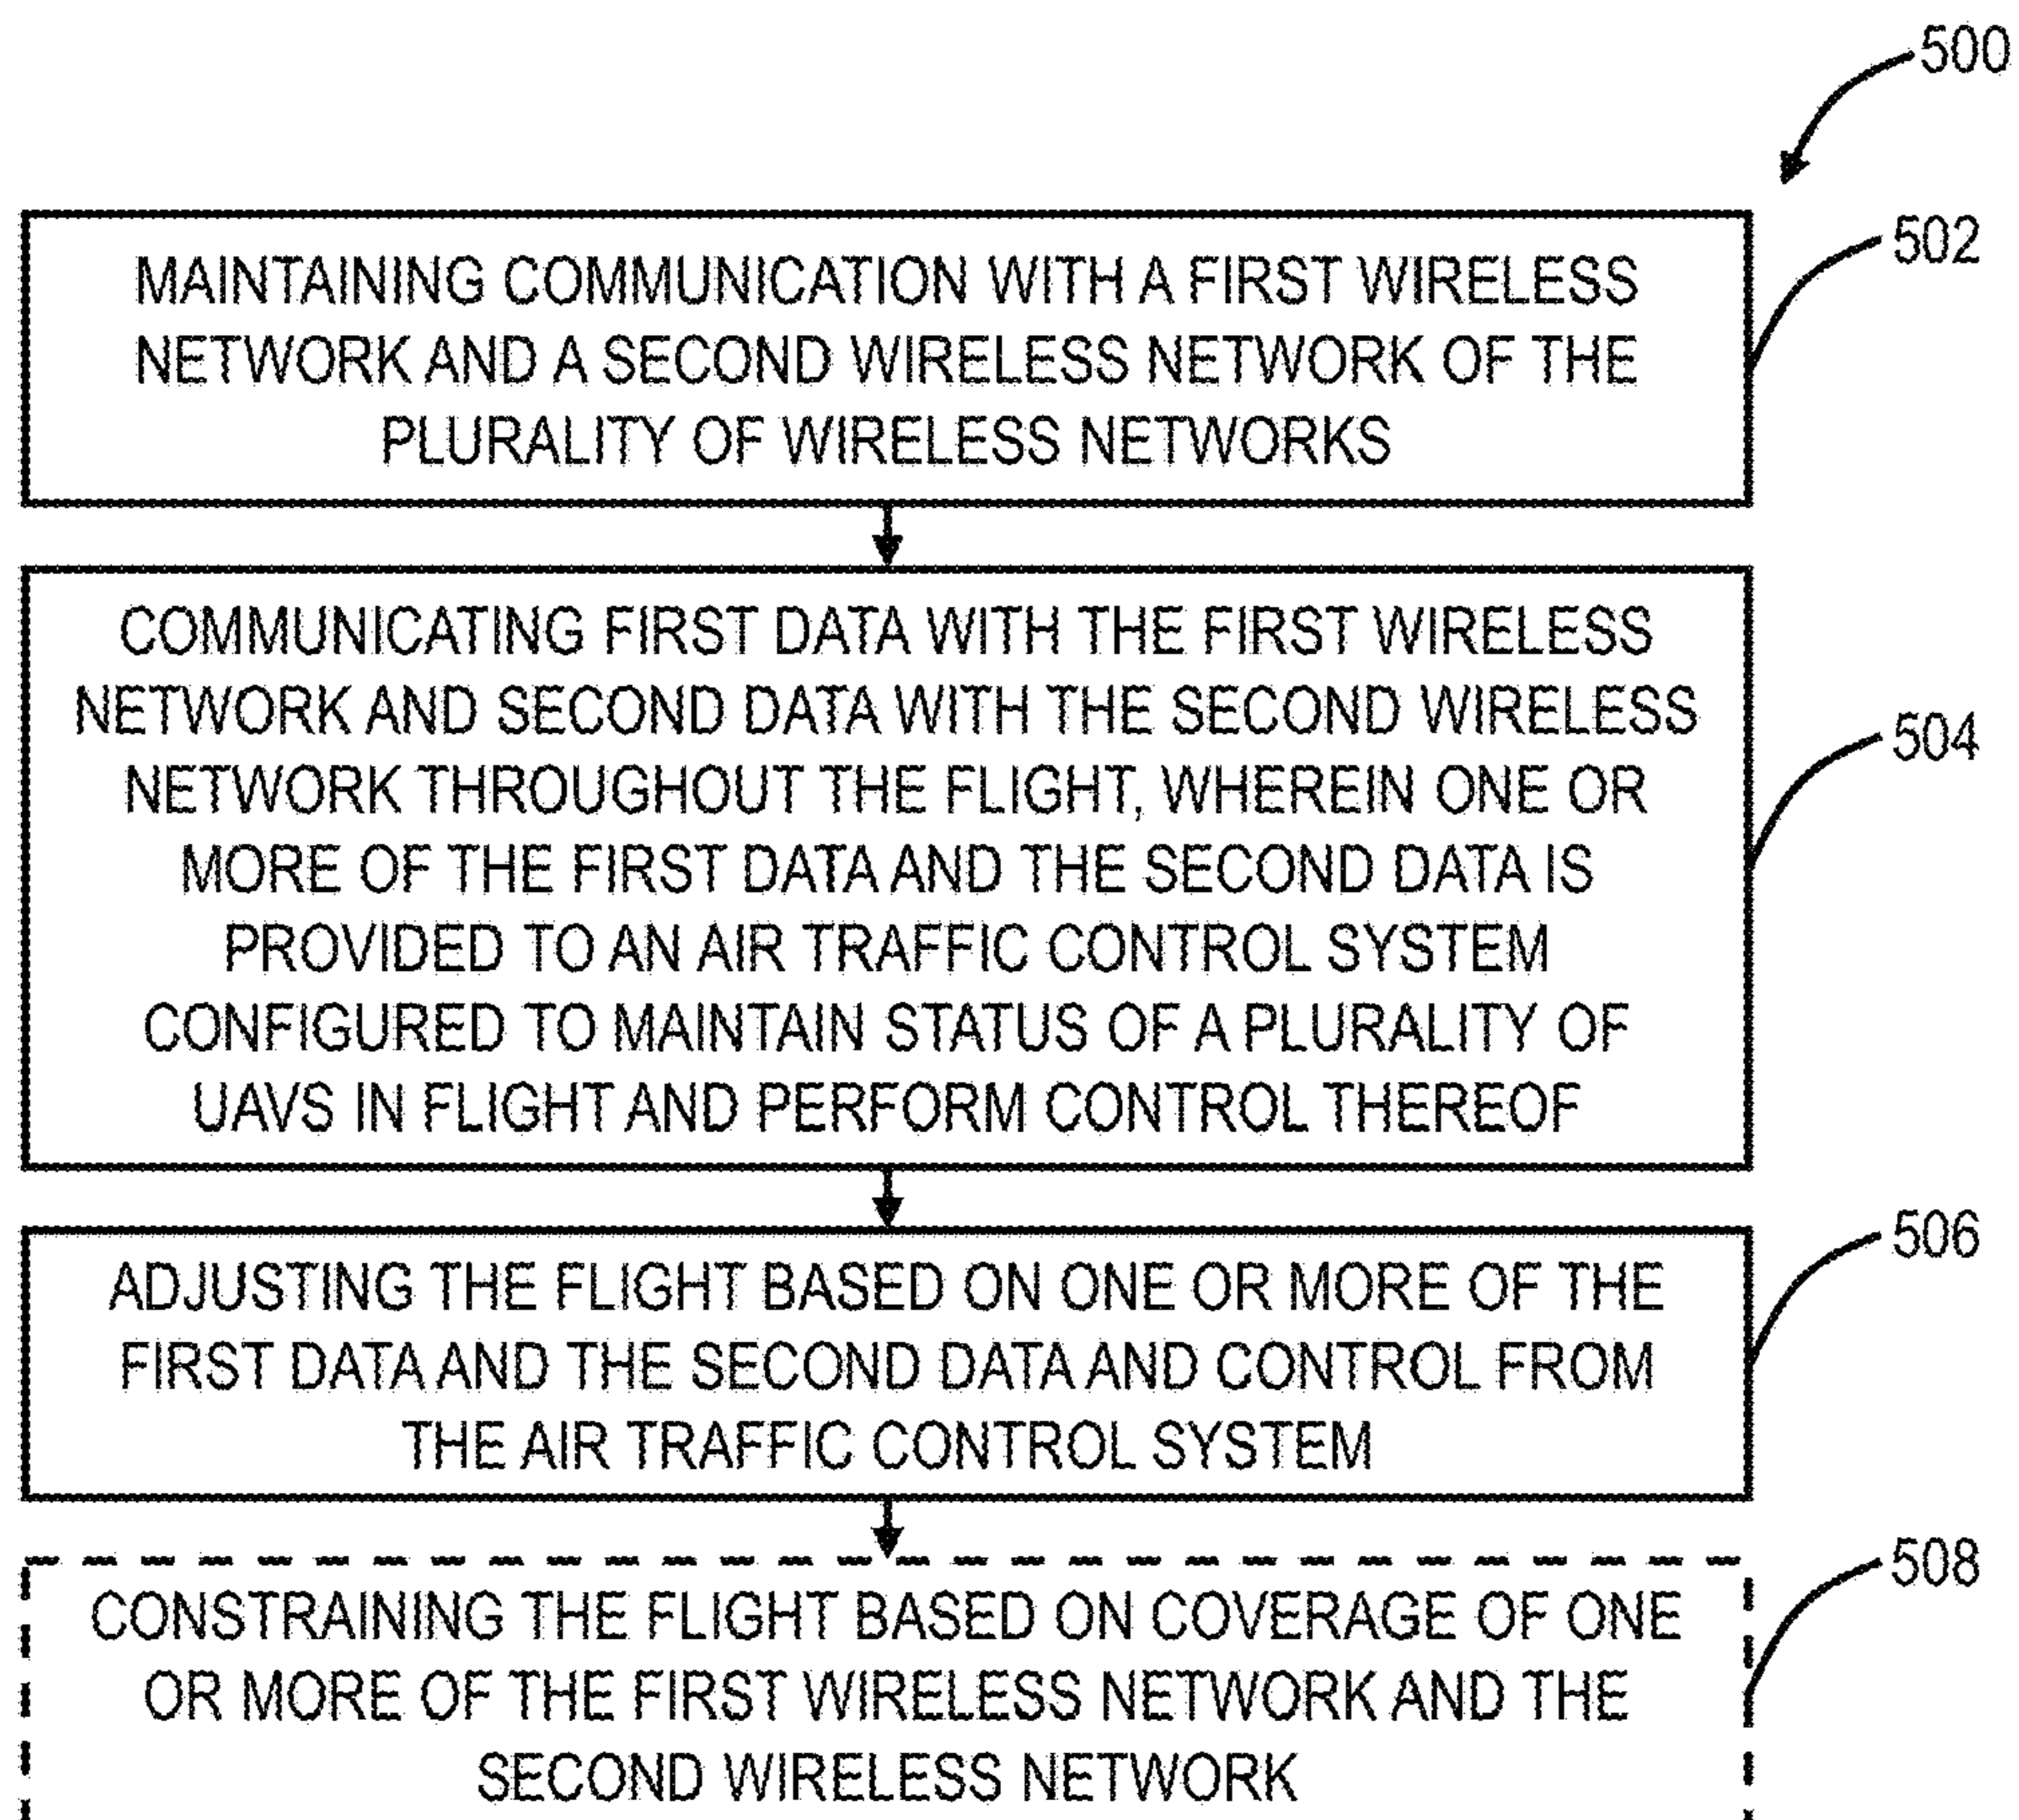 500
502
MAINTAINING COMMUNICATION WITH A FIRST WIRELESS
NETWORK AND A SECOND WIRELESS NETWORK OF THE
PLURALITY OF WIRELESS NETWORKS
COMMUNICATING FIRST DATA WITH THE FIRST WIRELESS
NETWORK AND SECOND DATA WITH THE SECOND WIRELESS
NETWORK THROUGHOUT THE FLIGHT, WHEREIN ONE OR
MORE OF THE FIRST DATA AND THE SECOND DATA IS
PROVIDED TO AN AIR TRAFFIC CONTROL SYSTEM
CONFIGURED TO MAINTAIN STATUS OF A PLURALITY OF
UAVS IN FLIGHT AND PERFORM CONTROL THEREOF
504
ADJUSTING THE FLIGHT BASED ON ONE OR MORE OF THE
FIRST DATA AND THE SECOND DATA AND CONTROL FROM
THE AIR TRAFFIC CONTROL SYSTEM
506
CONSTRAINING THE FLIGHT BASED ON COVERAGE OF ONE
OR MORE OF THE FIRST WIRELESS NETWORK AND THE
SECOND WIRELESS NETWORK
508